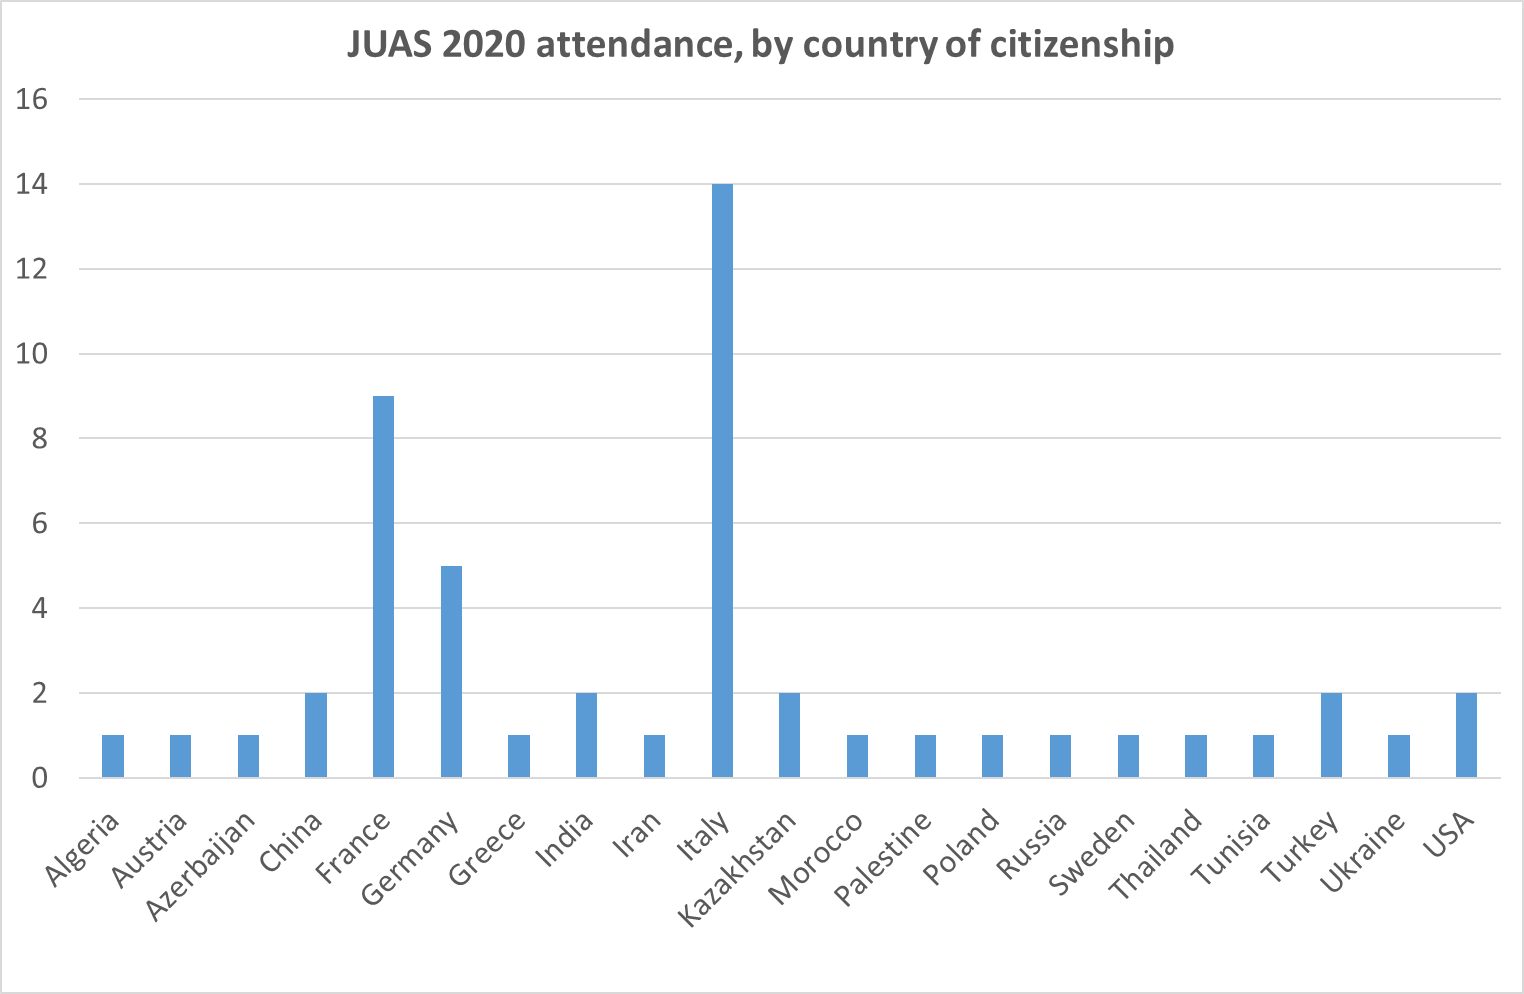 JUAS 2020 attendance, by country of citizenship
16
14
12
10
8
6
4
2
0
Algeria
Austria
Azerbaijan
China
France
Germany
Greece
India
Iran
Italy
Kazakhstan
Morocco
Palestine
Poland
Russia
Sweden
Thailand
Tunisia
Turkey
Ukraine
USA